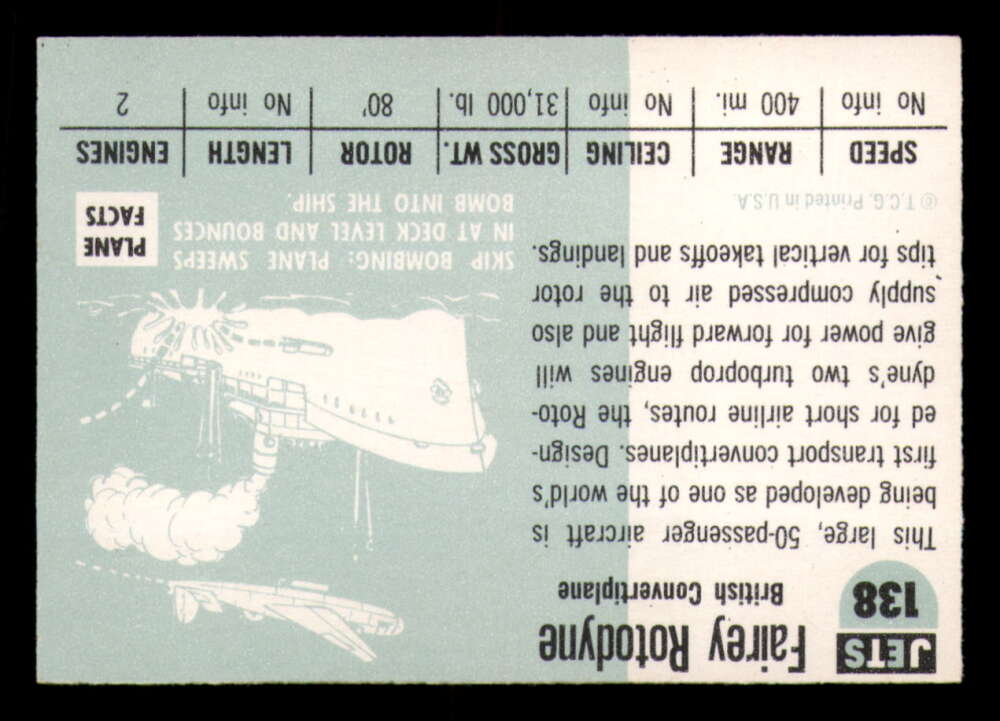 JETS
138
Fairey Rotodyne
British Convertiplane
This large, 50-passenger aircraft is
being developed as one of the world's
first transport convertiplanes. Design-
ed for short airline routes, the Roto-
dyne's two turboprop engines will
give power for forward flight and also
supply compressed air to the rotor
tips for vertical takeoffs and landings.
© T.C.G. Printed in U.S.A.
PLANE
FACTS
SKIP BOMBING: PLANE SWEEPS
IN AT DECK LEVEL AND BOUNCES
BOMB INTO THE SHIP.
SPEED RANGE CEILING GROSS WT. ROTOR LENGTH ENGINES
No info 400 mi. No info 31,000 lb. 80' No info 2